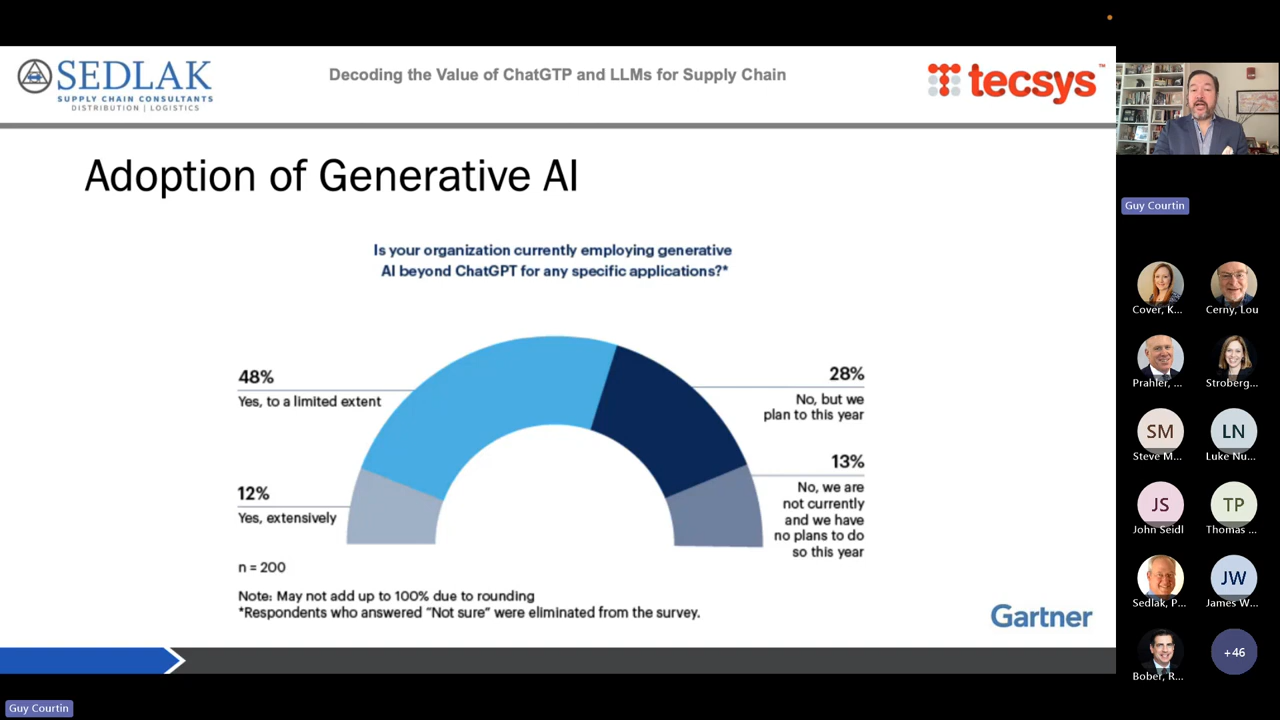 SEDLAK
SUPPLY CHAIN CONSULTANTS
DISTRIBUTION | LOGISTICS
Decoding the Value of ChatGTP and LLMs for Supply Chain
tecsys™
Adoption of Generative AI
Is your organization currently employing generative
AI beyond ChatGPT for any specific applications?*
48%
Yes, to a limited extent
12%
Yes, extensively
28%
No, but we
plan to this year
13%
No, we are
not currently
and we have
no plans to do
so this year
n = 200
Note: May not add up to 100% due to rounding
*Respondents who answered “Not sure” were eliminated from the survey.
Gartner
Guy Courtin
Cover, K...
Cerny, Lou
Prahler, ...
Stroberg...
SM
Steve M...
LN
Luke Nu...
JS
John Seidl
TP
Thomas ...
Sedlak, P...
JW
James W...
Bober, R...
+46
Guy Courtin